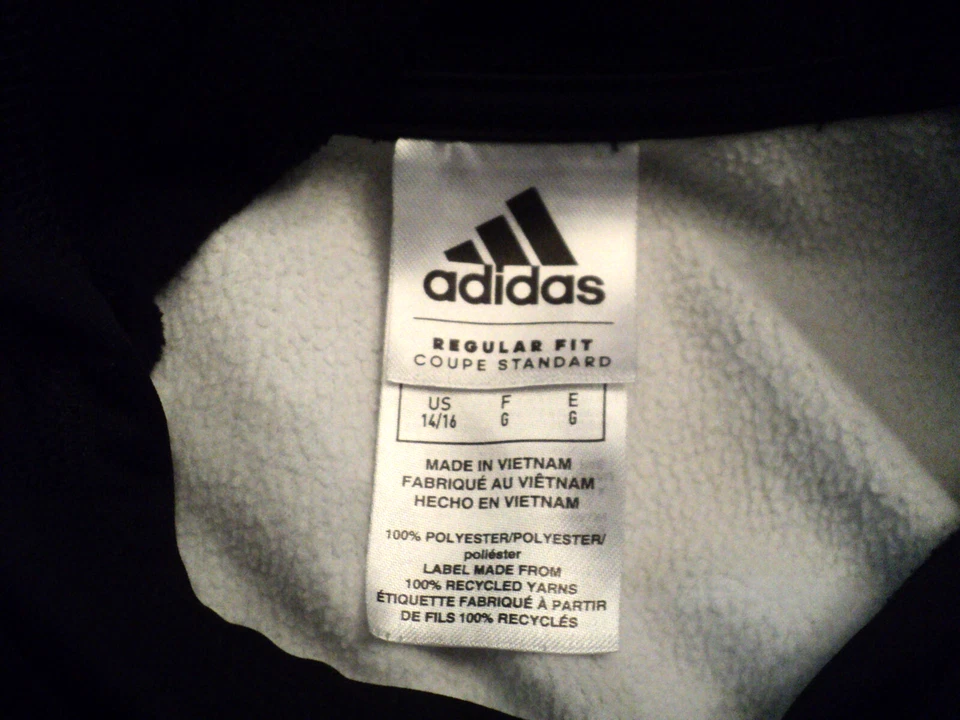 adidas
REGULAR FIT
COUPE STANDARD
US F E
14/16 G G
MADE IN VIETNAM
FABRIQUÉ AU VIÊTNAM
HECHO EN VIETNAM
100% POLYESTER/POLYESTER/
poliéster
LABEL MADE FROM
100% RECYCLED YARNS
ÉTIQUETTE FABRIQUÉ À PARTIR
DE FILS 100% RECYCLÉS